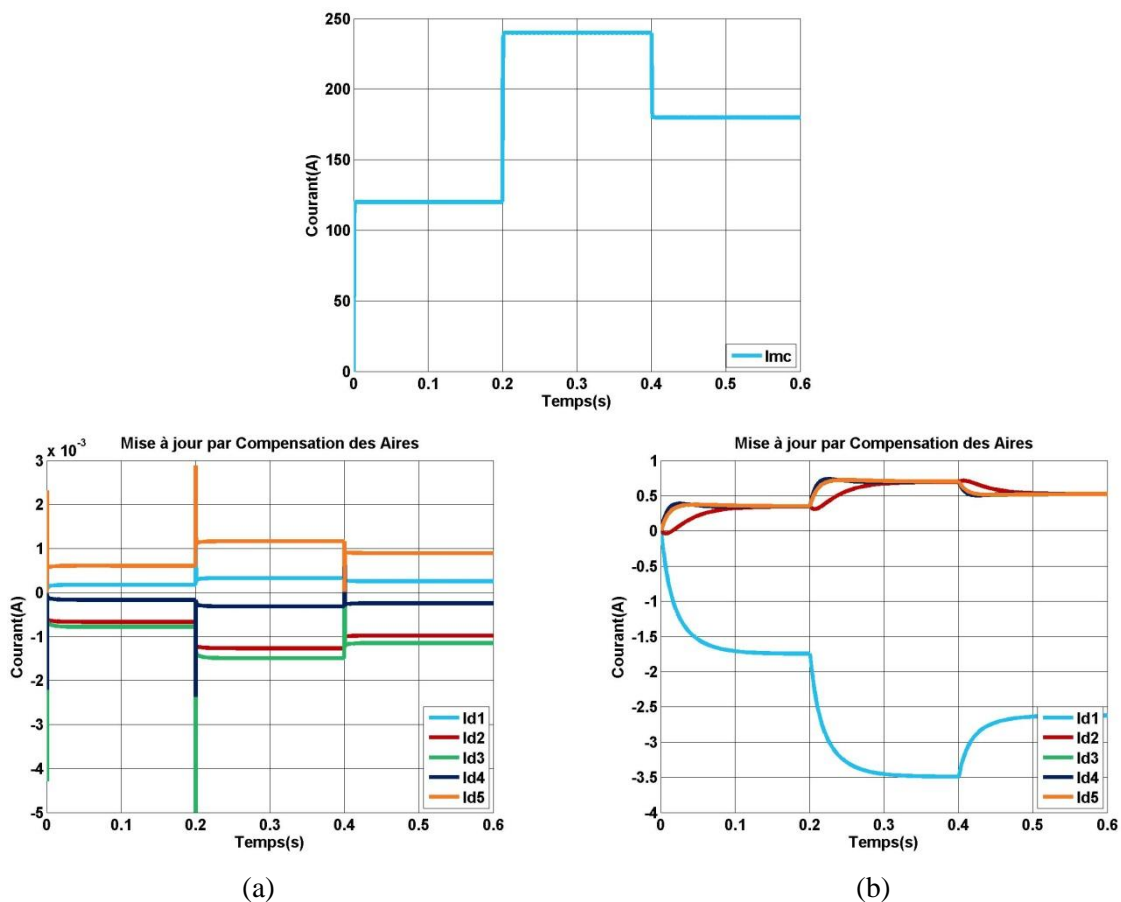 250
200
150
100
50
0
Courant(A)
Imc
0 0.1 0.2 0.3 0.4 0.5 0.6
Temps(s)
Mise à jour par Compensation des Aires
x 10-3
3
2
1
0
-1
-2
-3
-4
-5
Courant(A)
Id1
Id2
Id3
Id4
Id5
0 0.1 0.2 0.3 0.4 0.5 0.6
Temps(s)
(a)
Mise à jour par Compensation des Aires
1
0.5
0
0.5
-1
-1.5
-2
-2.5
-3
-3.5
-4
Courant(A)
Id1
Id2
Id3
Id4
Id5
0 0.1 0.2 0.3 0.4 0.5 0.6
Temps(s)
(b)